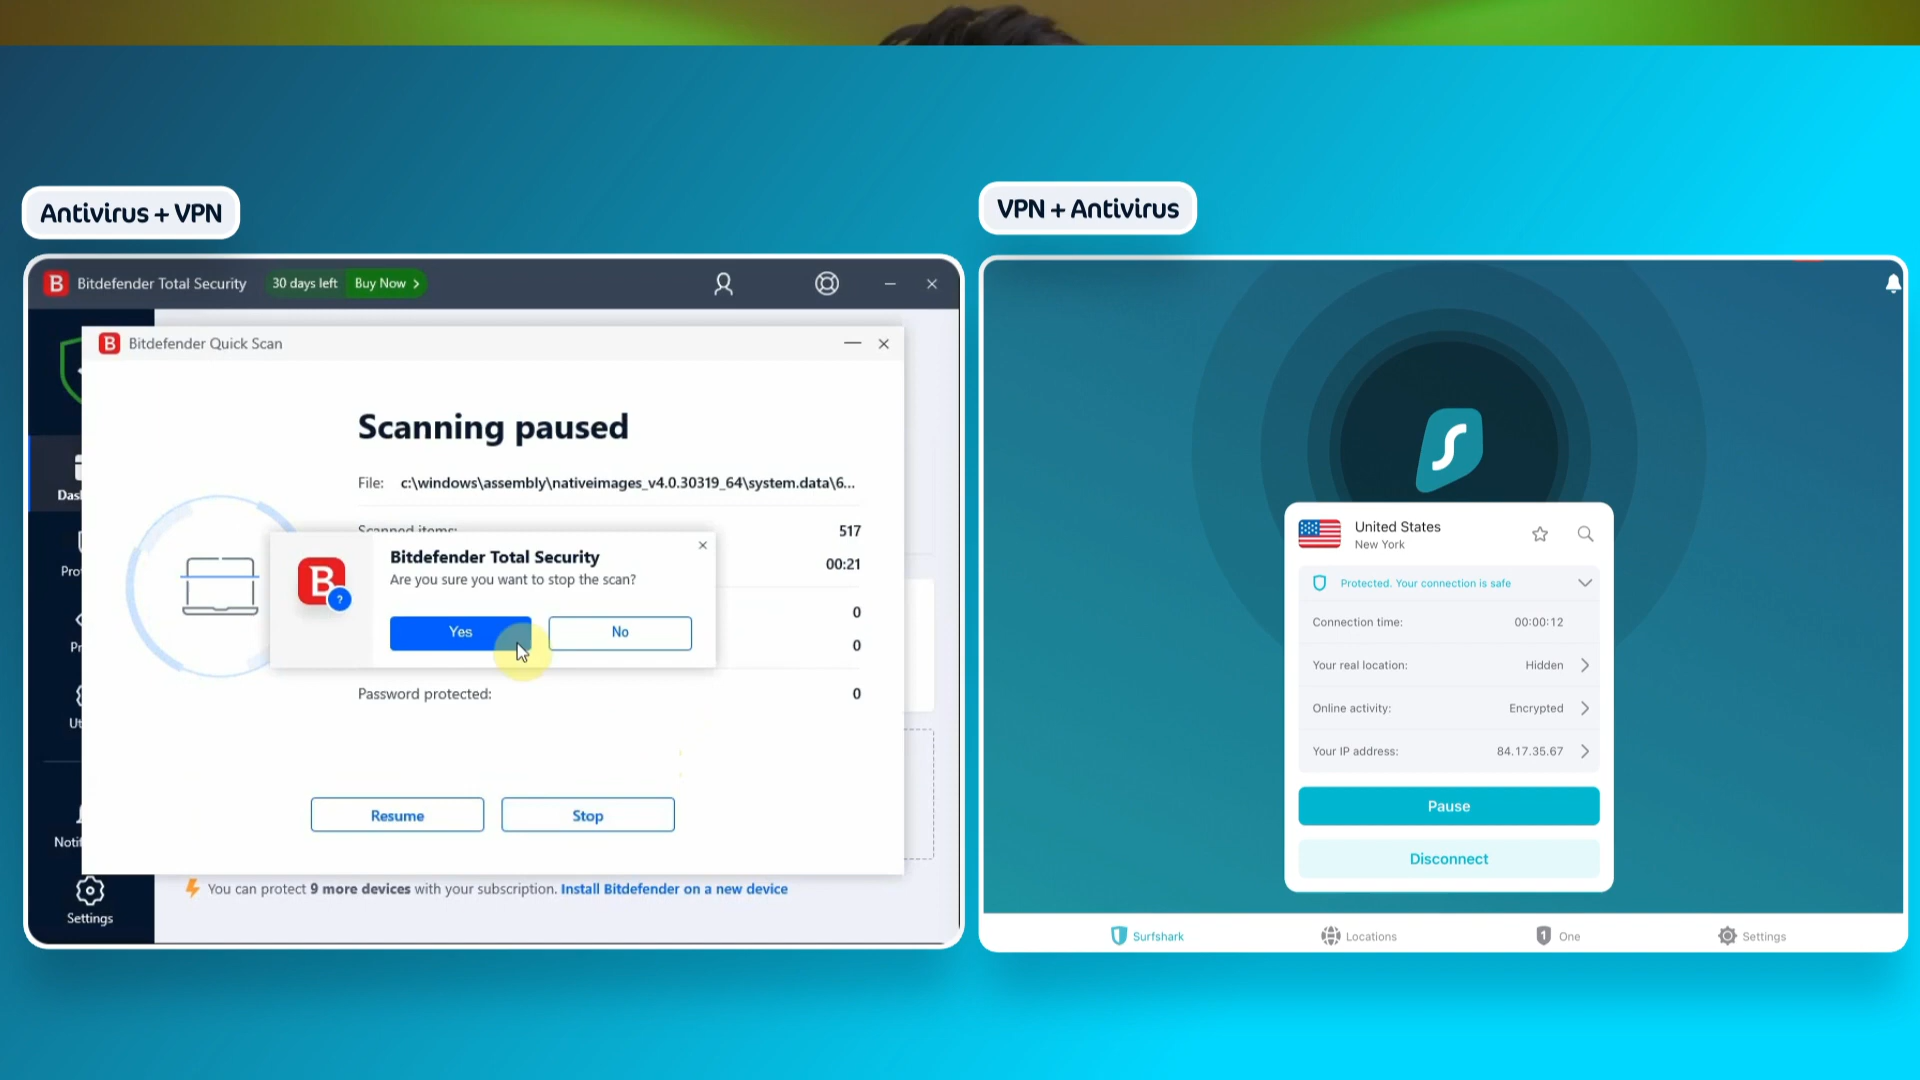 Antivirus + VPN
VPN + Antivirus
B Bitdefender Total Security 30 days left Buy Now
B Bitdefender Quick Scan
Scanning paused
File: c:\windows\assembly\nativeimages_v4.0.30319_64\system.data\6...
Scanned items: 517
00:21
0
0
Password protected: 0
B
?
Bitdefender Total Security
Are you sure you want to stop the scan?
Yes No
Resume Stop
Settings
You can protect 9 more devices with your subscription. Install Bitdefender on a new device
United States
New York
Protected. Your connection is safe
Connection time: 00:00:12
Your real location: Hidden
Online activity: Encrypted
Your IP address: 84.17.35.67
Pause
Disconnect
Surfshark Locations 1 One Settings